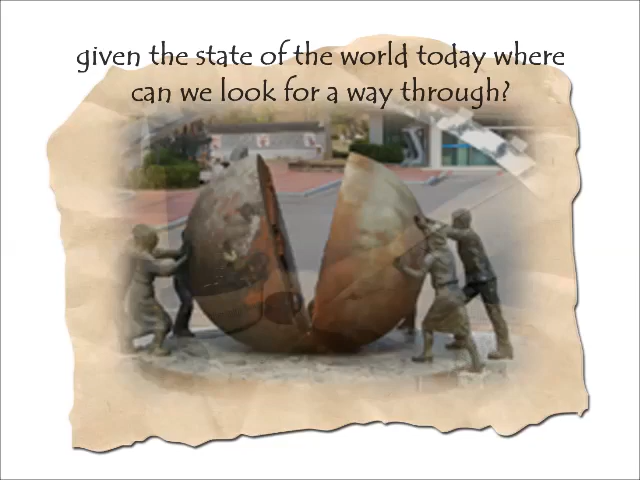 given the state of the world today where
can we look for a way through?